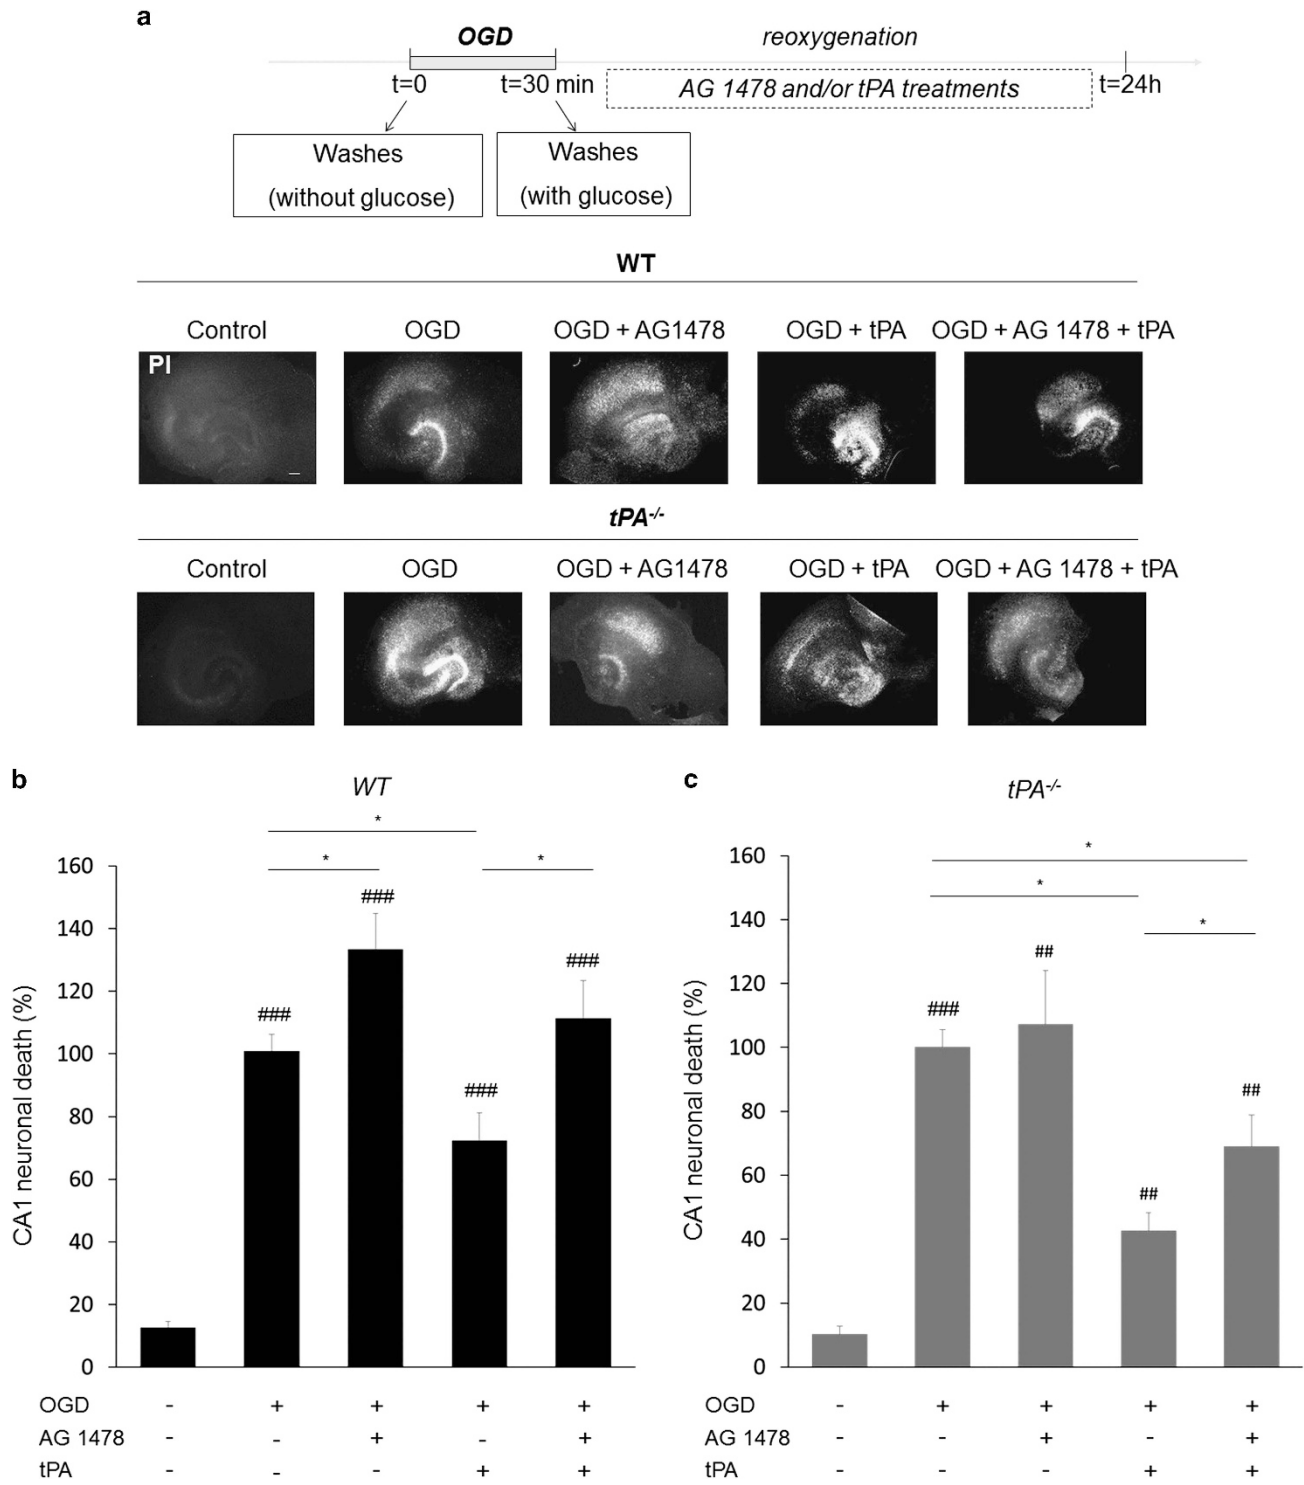 a
OGD
reoxygenation
t=0
t=30 min
AG 1478 and/or tPA treatments
t=24h
Washes
(without glucose)
Washes
(with glucose)
WT
Control
OGD
OGD + AG1478
OGD + tPA
OGD + AG 1478 + tPA
PI
tPA-/-
Control
OGD
OGD + AG1478
OGD + tPA
OGD + AG 1478 + tPA
b
WT
*
*
*
CA1 neuronal death (%)
160
140
120
100
80
60
40
20
0
###
###
###
###
OGD - + + + +
AG 1478 - - + - +
tPA - - - + +
c
tPA-/-
*
*
*
CA1 neuronal death (%)
160
140
120
100
80
60
40
20
0
###
##
##
##
OGD - + + + +
AG 1478 - - + - +
tPA - - - + +